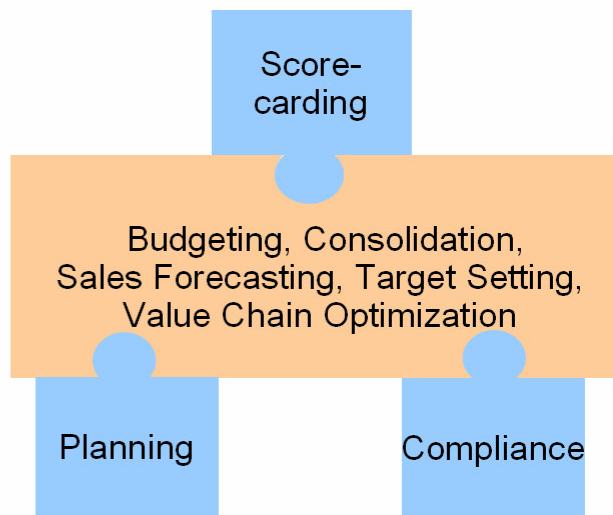 Score-
carding
Budgeting, Consolidation,
Sales Forecasting, Target Setting,
Value Chain Optimization
Planning
Compliance